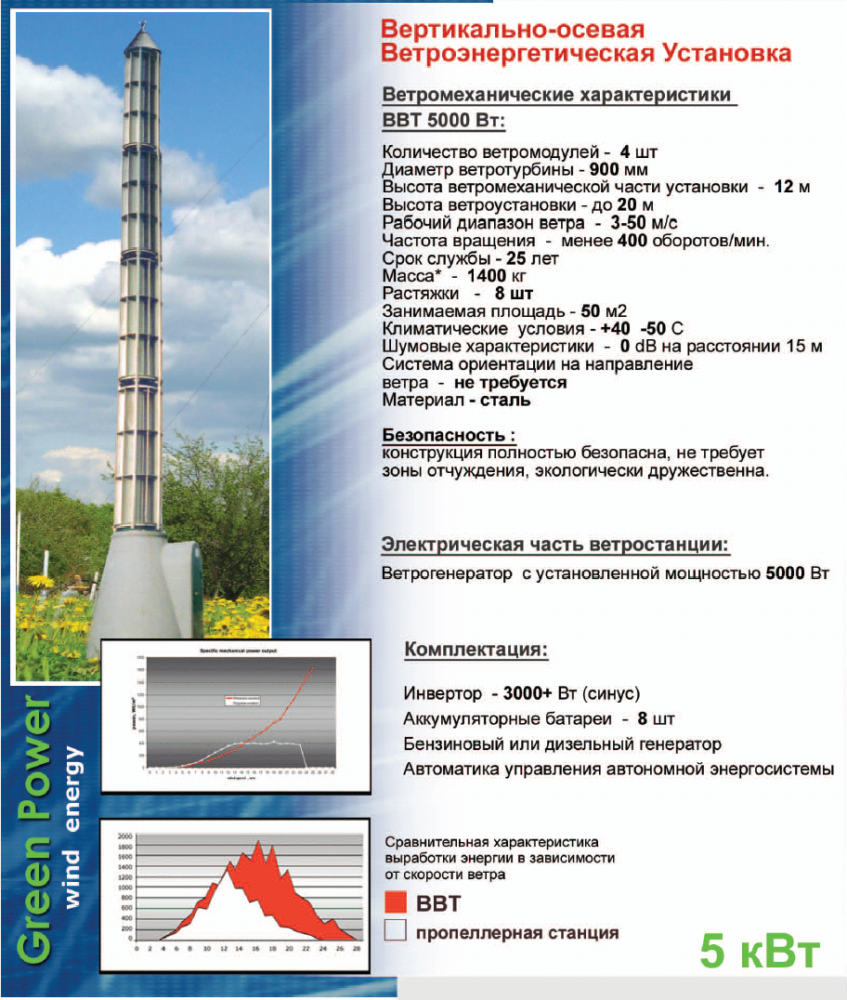 Вертикально-осевая
Ветроэнергетическая Установка
Ветромеханические характеристики
ВВТ 5000 Вт:
Количество ветромодулей - 4 шт
Диаметр ветротурбины - 900 мм
Высота ветромеханической части установки - 12 м
Высота ветроустановки - до 20 м
Рабочий диапазон ветра - 3-50 м/с
Частота вращения - менее 400 оборотов/мин.
Срок службы - 25 лет
Масса* - 1400 кг
Растяжки - 8 шт
Занимаемая площадь - 50 м2
Климатические условия - +40 -50 С
Шумовые характеристики - 0 dB на расстоянии 15 м
Система ориентации на направление
ветра - не требуется
Материал - сталь
Безопасность :
конструкция полностью безопасна, не требует
зоны отчуждения, экологически дружественна.
Электрическая часть ветростанции:
Ветрогенератор с установленной мощностью 5000 Вт
Комплектация:
Инвертор - 3000+ Вт (синус)
Аккумуляторные батареи - 8 шт
Бензиновый или дизельный генератор
Автоматика управления автономной энергосистемы
Specific mechanical power output
Green Power
wind energy
2000
1800
1600
1400
1200
1000
800
600
400
200
0
0 2 4 6 8 10 12 14 16 18 20 22 24 26 28
Сравнительная характеристика
выработки энергии в зависимости
от скорости ветра
ВВТ
пропеллерная станция
5 кВт